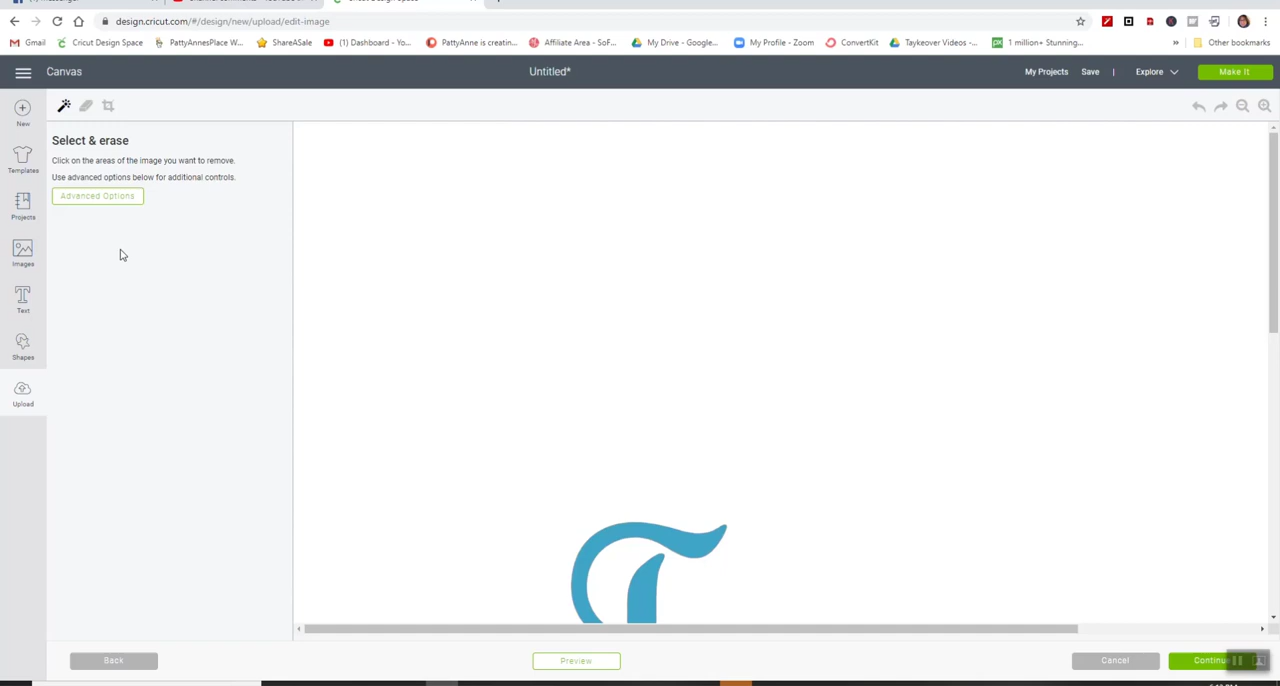 design.cricut.com/#/design/new/upload/edit-image
Gmail Cricut Design Space PattyAnnesPlace W... ShareASale (1) Dashboard - Yo... PattyAnne is creatin... Affiliate Area - SoF... My Drive - Google... My Profile - Zoom ConvertKit Taykeover Videos -... 1 million+ Stunning... » Other bookmarks
Canvas Untitled* My Projects Save | Explore Make It
New
Templates
Projects
Images
Text
Shapes
Upload
Select & erase
Click on the areas of the image you want to remove.
Use advanced options below for additional controls.
Advanced Options
Back Preview Cancel Continue